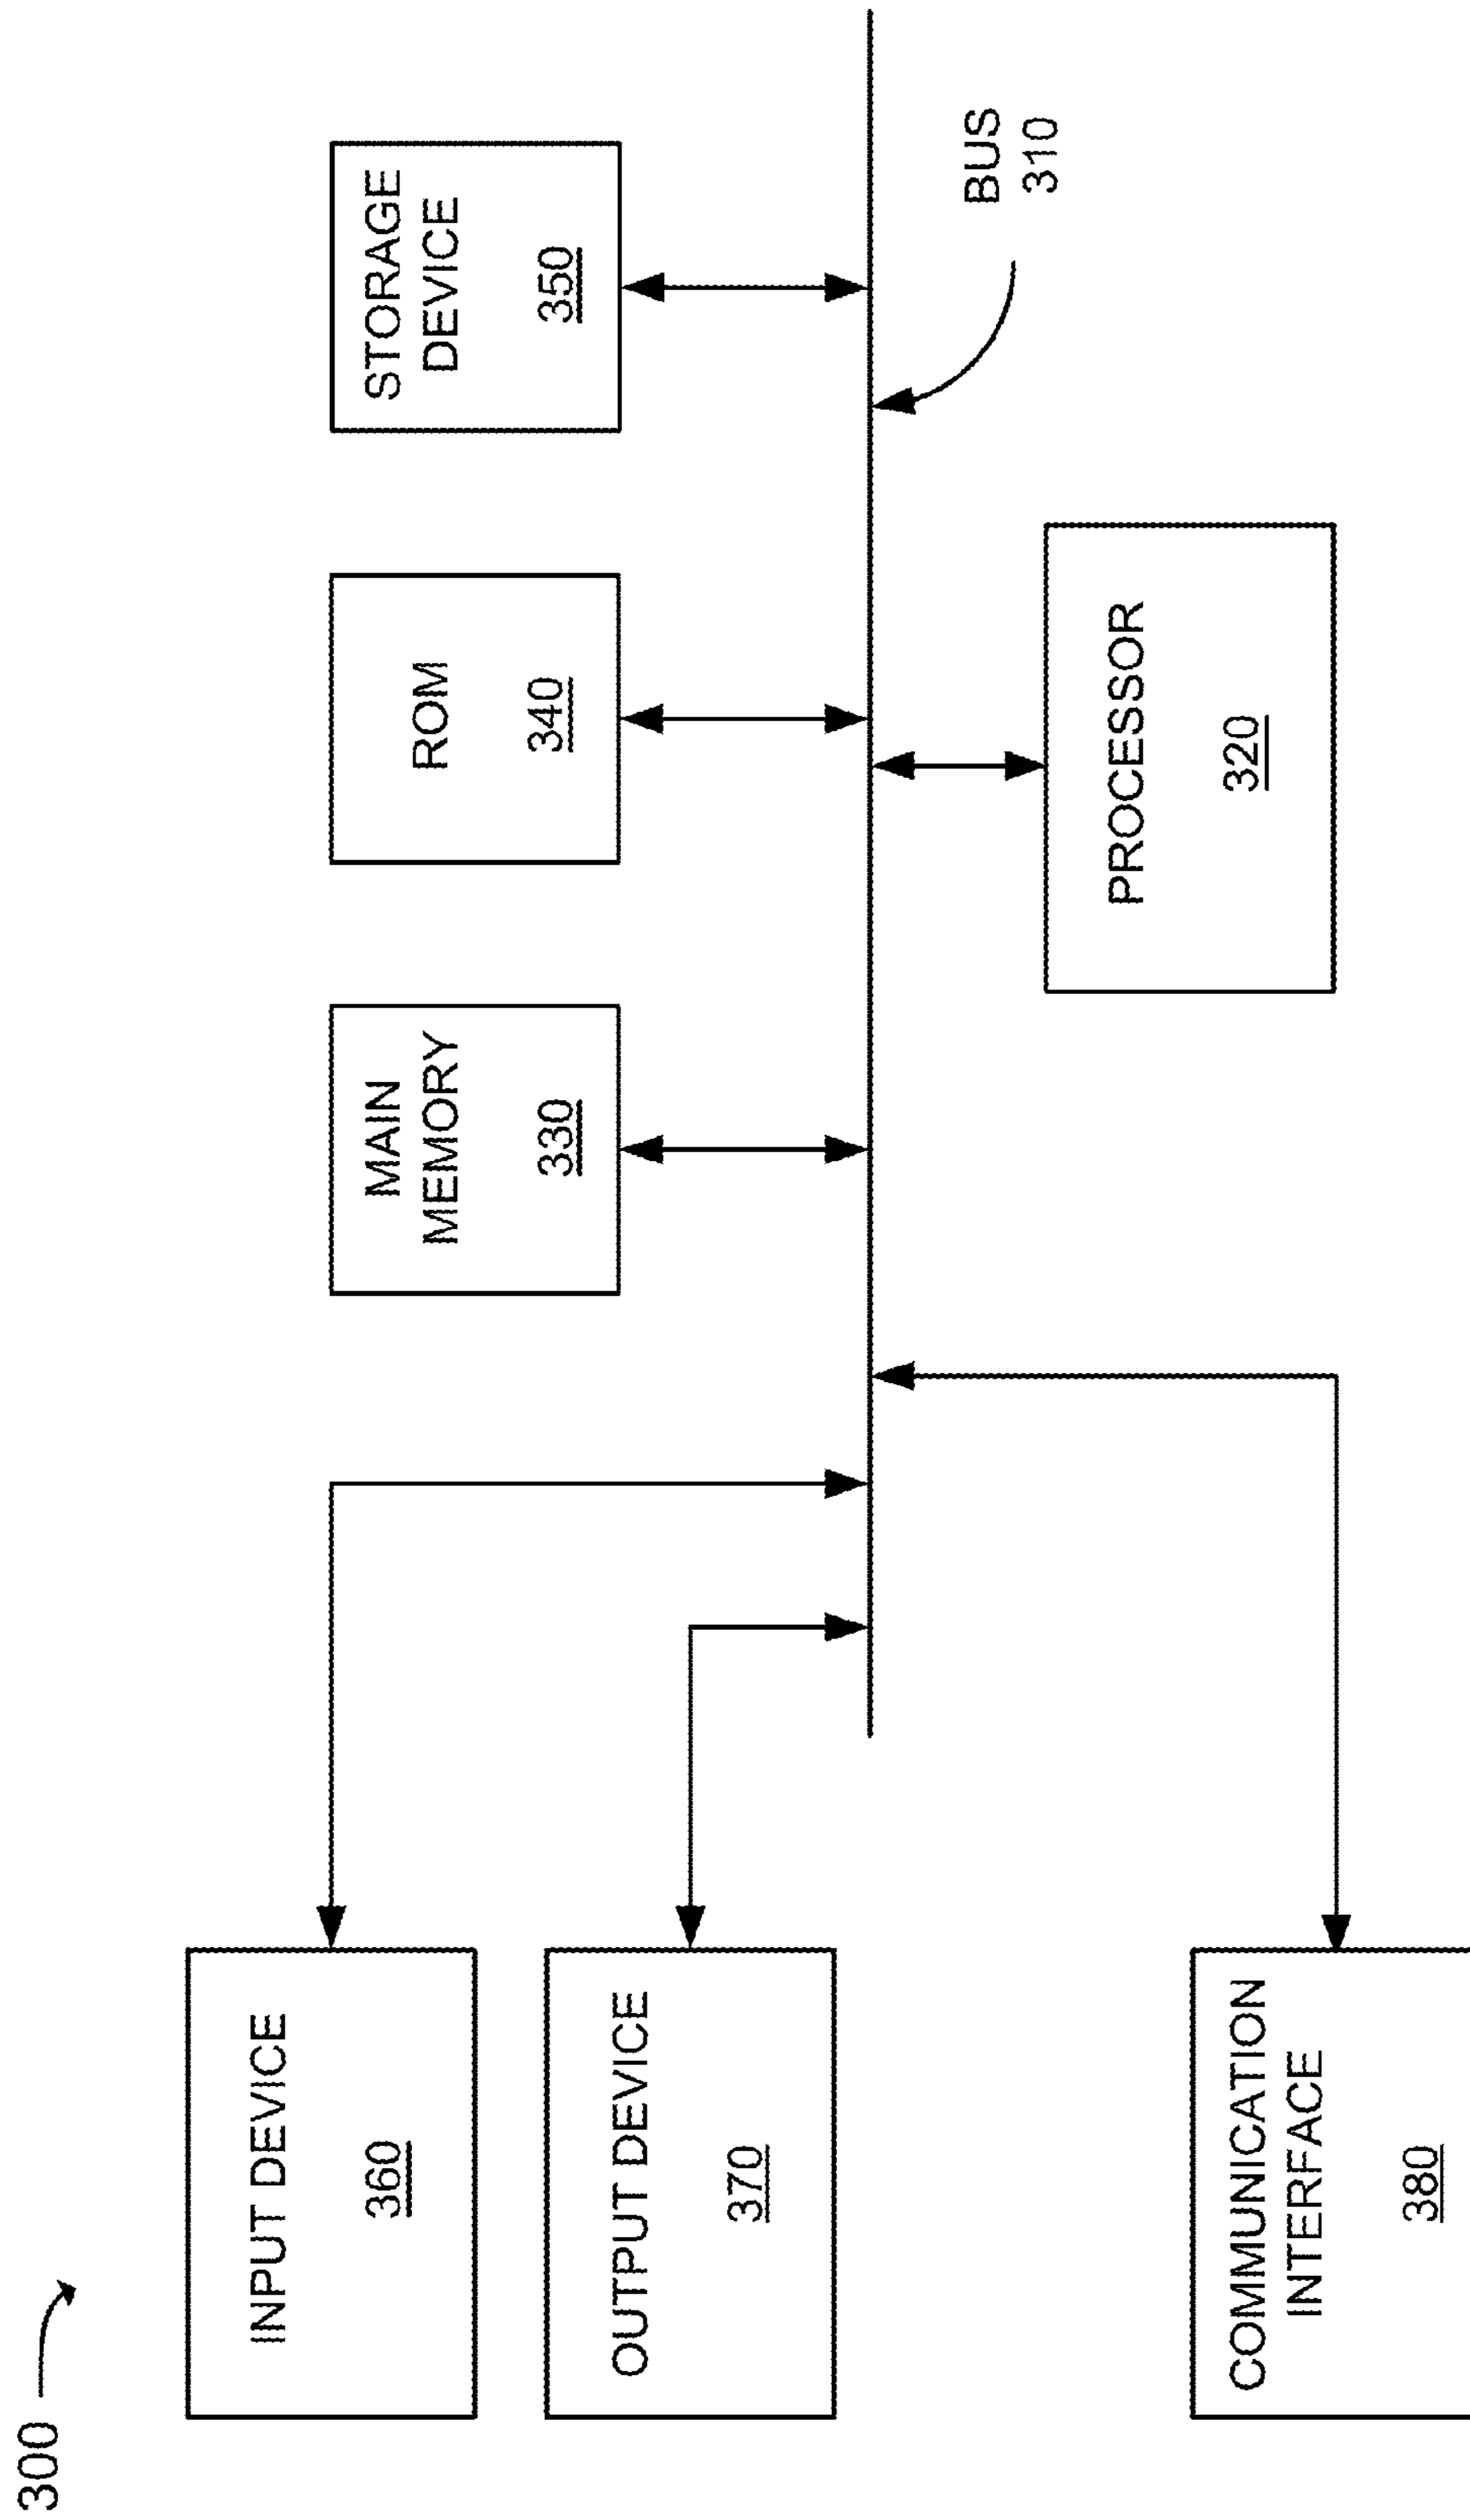 300
INPUT DEVICE
360
OUTPUT DEVICE
370
COMMUNICATION
INTERFACE
380
MAIN
MEMORY
330
ROM
340
STORAGE
DEVICE
350
PROCESSOR
320
BUS
310